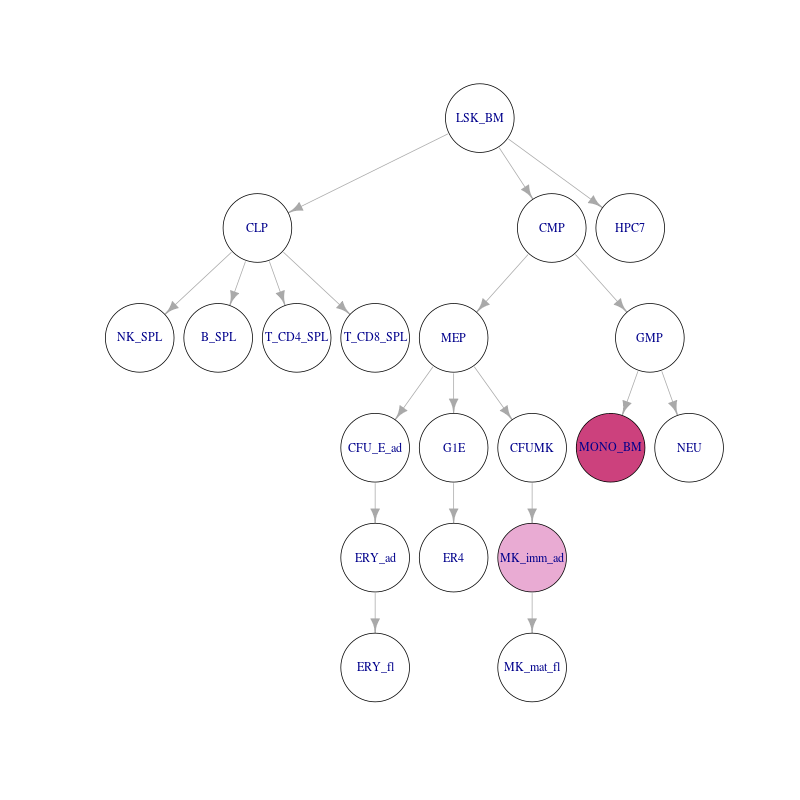 LSK_BM
CLP
CMP
HPC7
NK_SPL
B_SPL
T_CD4_SPL
T_CD8_SPL
MEP
GMP
CFU_E_ad
G1E
CFUMK
MONO_BM
NEU
ERY_ad
ER4
MK_imm_ad
ERY_fl
MK_mat_fl